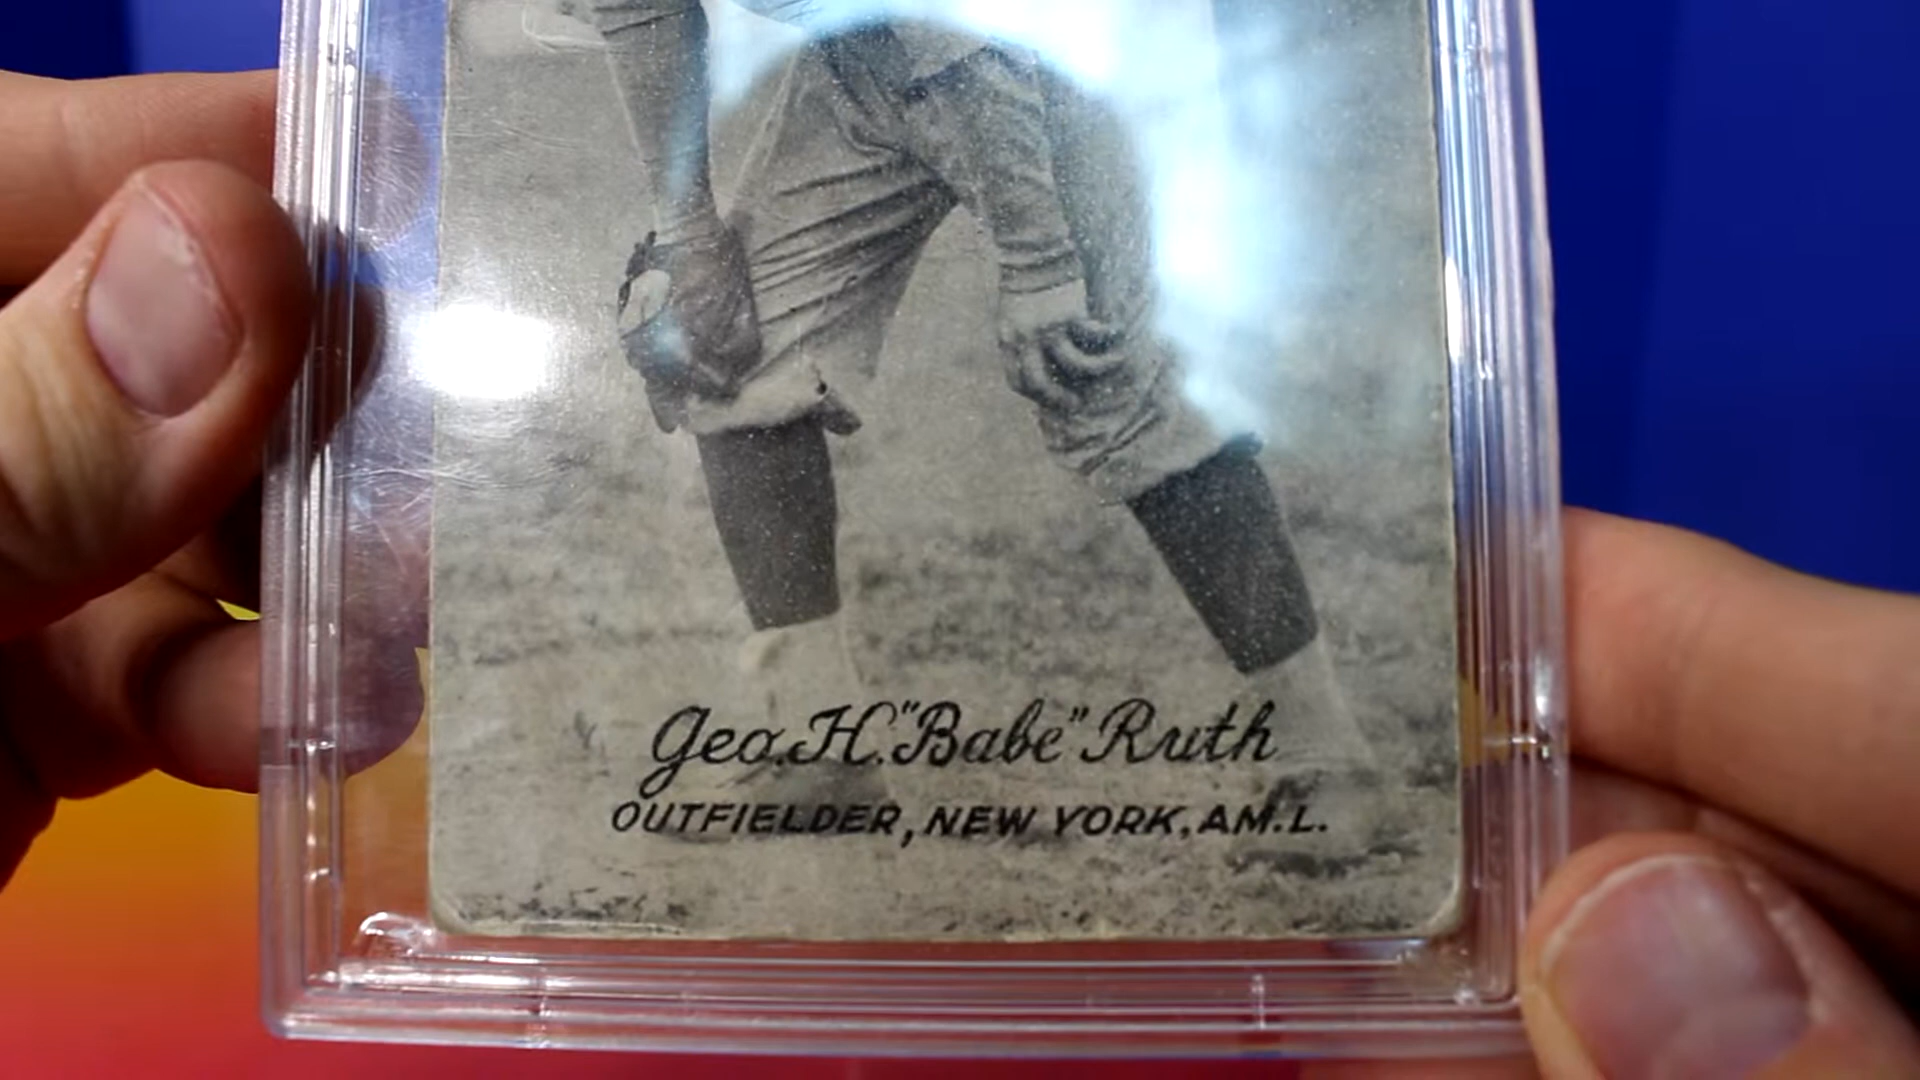 Geo. H. "Babe" Ruth
OUTFIELDER, NEW YORK, AM.L.